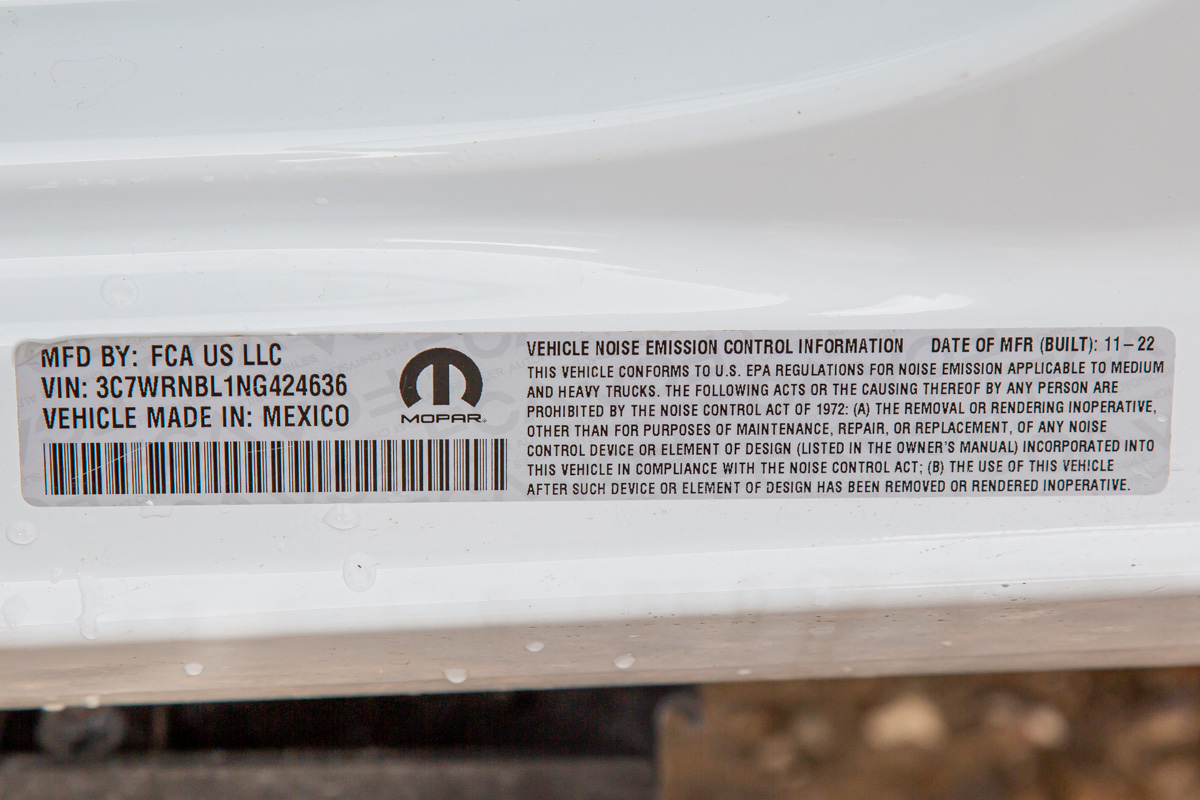 MFD BY: FCA US LLC
VIN: 3C7WRNBL1NG424636
VEHICLE MADE IN: MEXICO
MOPAR
VEHICLE NOISE EMISSION CONTROL INFORMATION DATE OF MFR (BUILT): 11–22
THIS VEHICLE CONFORMS TO U.S. EPA REGULATIONS FOR NOISE EMISSION APPLICABLE TO MEDIUM
AND HEAVY TRUCKS. THE FOLLOWING ACTS OR THE CAUSING THEREOF BY ANY PERSON ARE
PROHIBITED BY THE NOISE CONTROL ACT OF 1972: (A) THE REMOVAL OR RENDERING INOPERATIVE,
OTHER THAN FOR PURPOSES OF MAINTENANCE, REPAIR, OR REPLACEMENT, OF ANY NOISE
CONTROL DEVICE OR ELEMENT OF DESIGN (LISTED IN THE OWNER'S MANUAL) INCORPORATED INTO
THIS VEHICLE IN COMPLIANCE WITH THE NOISE CONTROL ACT; (B) THE USE OF THIS VEHICLE
AFTER SUCH DEVICE OR ELEMENT OF DESIGN HAS BEEN REMOVED OR RENDERED INOPERATIVE.